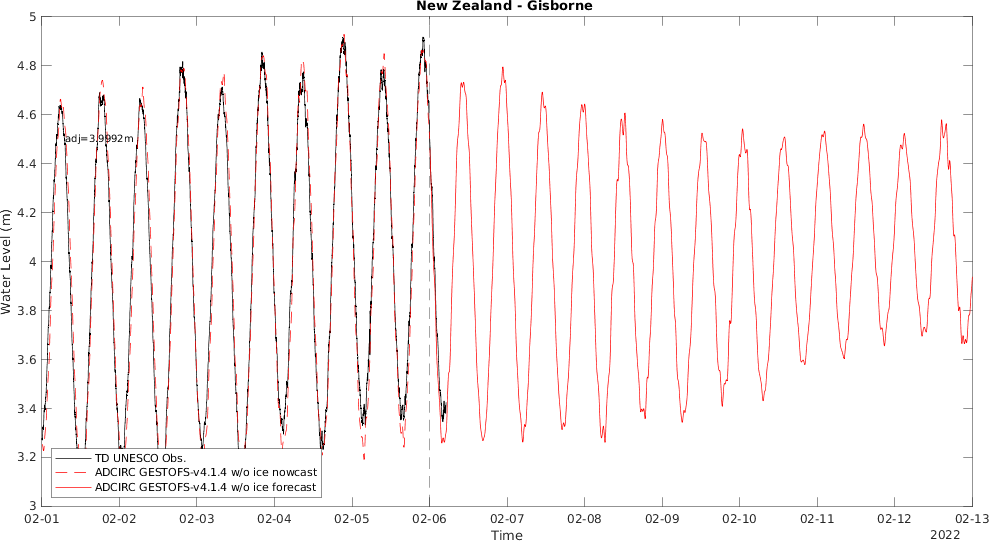 New Zealand - Gisborne
Water Level (m)
5
4.8
4.6
4.4
4.2
4
3.8
3.6
3.4
3.2
3
adj=3.9992m
TD UNESCO Obs.
ADCIRC GESTOFS-v4.1.4 w/o ice nowcast
ADCIRC GESTOFS-v4.1.4 w/o ice forecast
02-01 02-02 02-03 02-04 02-05 02-06 02-07 02-08 02-09 02-10 02-11 02-12 02-13
Time
2022